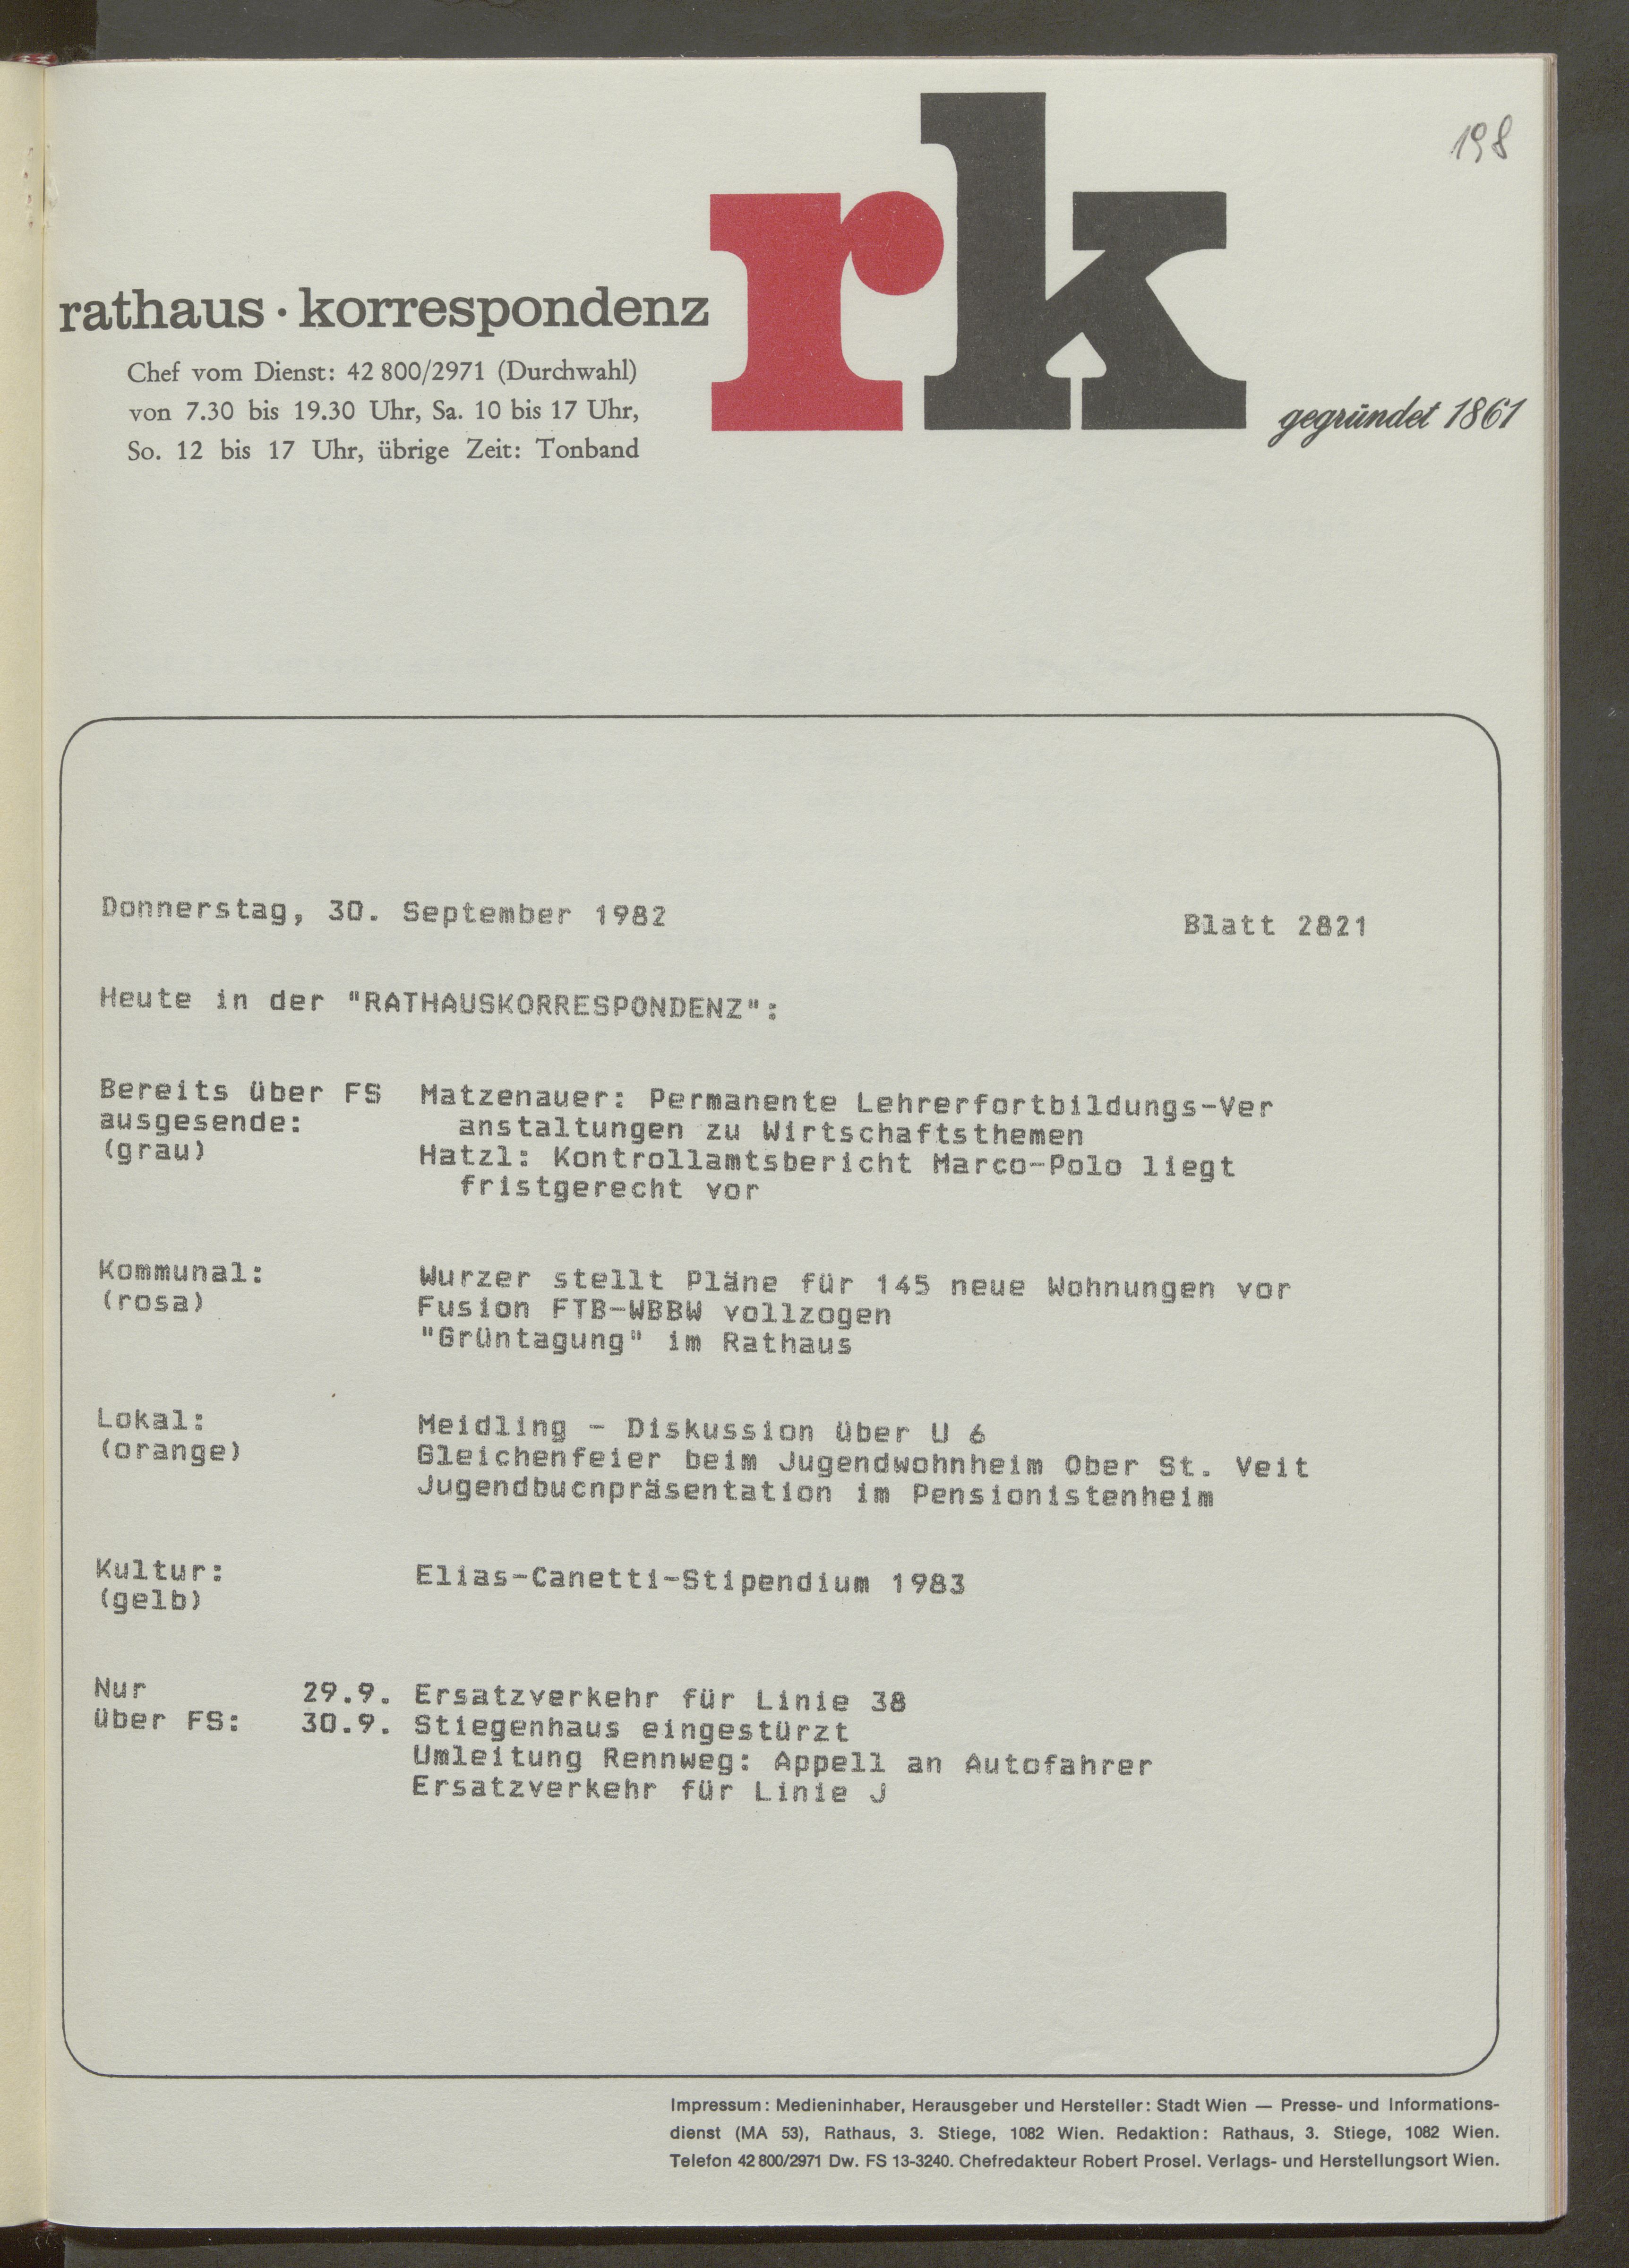 198
rk
rathaus · korrespondenz
Chef vom Dienst: 42 800/2971 (Durchwahl)
von 7.30 bis 19.30 Uhr, Sa. 10 bis 17 Uhr,
So. 12 bis 17 Uhr, übrige Zeit: Tonband
gegründet 1861
Donnerstag, 30. September 1982 Blatt 2821
Heute in der "RATHAUSKORRESPONDENZ":
Bereits über FS Matzenauer: Permanente Lehrerfortbildungs-Ver
ausgesende: anstaltungen zu Wirtschaftsthemen
(grau) Hatzl: Kontrollamtsbericht Marco-Polo liegt
fristgerecht vor
Kommunal: Wurzer stellt Pläne für 145 neue Wohnungen vor
(rosa) Fusion FTB-WBBW vollzogen
"Grüntagung" im Rathaus
Lokal: Meidling - Diskussion über U 6
(orange) Gleichenfeier beim Jugendwohnheim Ober St. Veit
Jugendbucnpräsentation im Pensionistenheim
Kultur: Elias-Canetti-Stipendium 1983
(gelb)
Nur 29.9. Ersatzverkehr für Linie 38
über FS: 30.9. Stiegenhaus eingestürzt
Umleitung Rennweg: Appell an Autofahrer
Ersatzverkehr für Linie J
Impressum: Medieninhaber, Herausgeber und Hersteller: Stadt Wien — Presse- und Informations-
dienst (MA 53), Rathaus, 3. Stiege, 1082 Wien. Redaktion: Rathaus, 3. Stiege, 1082 Wien.
Telefon 42 800/2971 Dw. FS 13-3240. Chefredakteur Robert Prosel. Verlags- und Herstellungsort Wien.